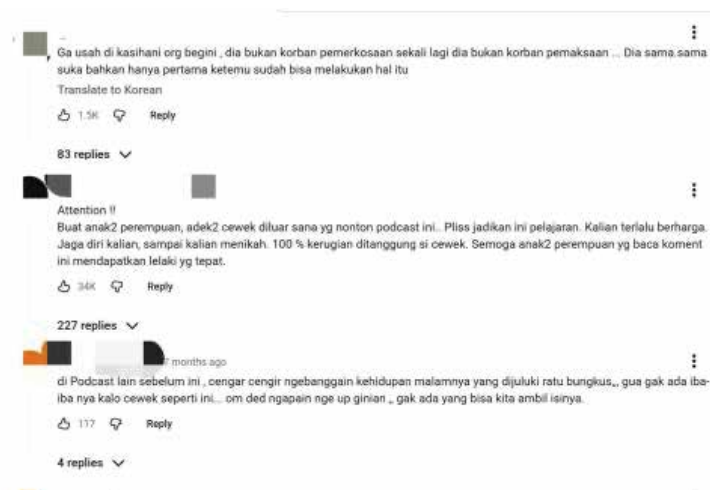 Ga usah di kasihani org begini , dia bukan korban pemerkosaan sekali lagi dia bukan korban pemaksaan ... Dia sama sama
suka bahkan hanya pertama ketemu sudah bisa melakukan hal itu
Translate to Korean
1.5K Reply
83 replies
Attention !!
Buat anak2 perempuan, adek2 cewek diluar sana yg nonton podcast ini.. Pliss jadikan ini pelajaran. Kalian terlalu berharga.
Jaga diri kalian, sampai kalian menikah. 100 % kerugian ditanggung si cewek. Semoga anak2 perempuan yg baca koment
ini mendapatkan lelaki yg tepat.
34K Reply
227 replies
months ago
di Podcast lain sebelum ini , cengar cengir ngebanggain kehidupan malamnya yang dijuluki ratu bungkus,, gua gak ada iba-
iba nya kalo cewek seperti ini... om ded ngapain nge up ginian ,, gak ada yang bisa kita ambil isinya.
117 Reply
4 replies